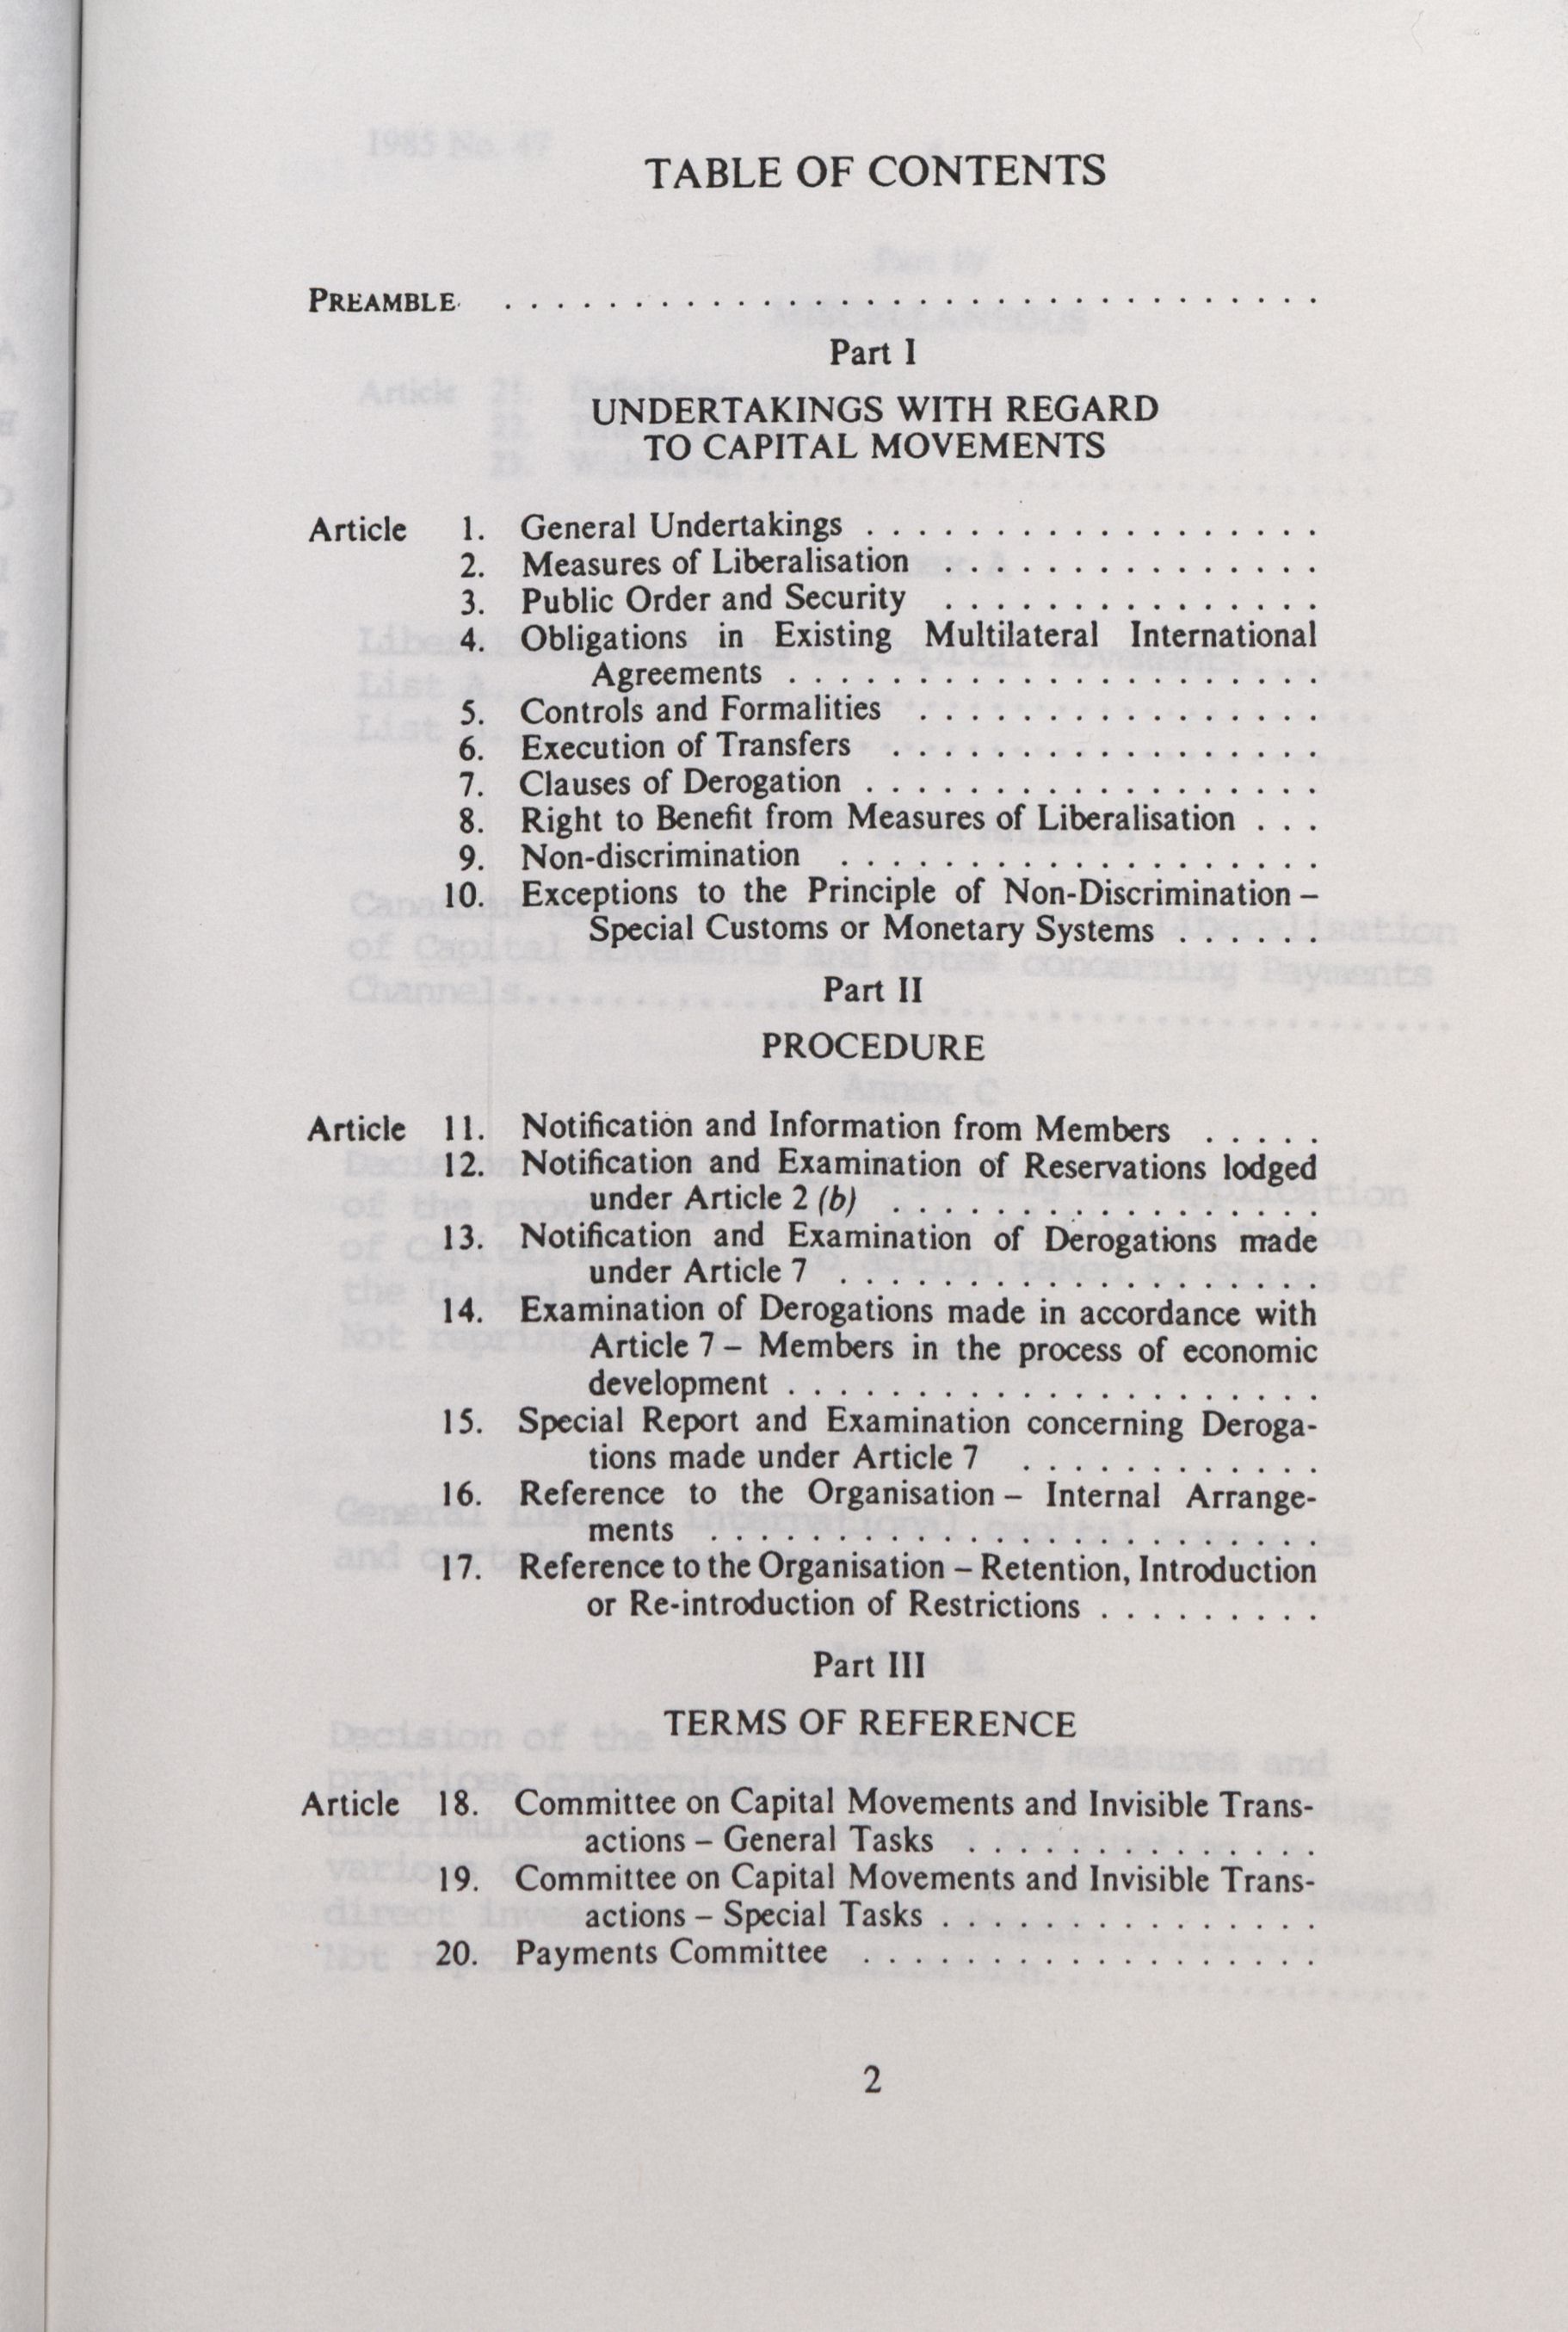 TABLE OF CONTENTS
PREAMBLE . . . . . . . . . . . . . . . . . . . . . . . . . . . . . . . .
Part I
UNDERTAKINGS WITH REGARD
TO CAPITAL MOVEMENTS
Article 1. General Undertakings . . . . . . . . . . . . . . . . . .
2. Measures of Liberalisation . . . . . . . . . . . . . . .
3. Public Order and Security . . . . . . . . . . . . . . .
4. Obligations in Existing Multilateral International
Agreements . . . . . . . . . . . . . . . . . . . . .
5. Controls and Formalities . . . . . . . . . . . . . . . .
6. Execution of Transfers . . . . . . . . . . . . . . . . .
7. Clauses of Derogation . . . . . . . . . . . . . . . . . .
8. Right to Benefit from Measures of Liberalisation . . .
9. Non-discrimination . . . . . . . . . . . . . . . . . . .
10. Exceptions to the Principle of Non-Discrimination –
Special Customs or Monetary Systems . . . . . .
Part II
PROCEDURE
Article 11. Notification and Information from Members . . . . .
12. Notification and Examination of Reservations lodged
under Article 2 (b) . . . . . . . . . . . . . . . . .
13. Notification and Examination of Derogations made
under Article 7 . . . . . . . . . . . . . . . . . . .
14. Examination of Derogations made in accordance with
Article 7 – Members in the process of economic
development . . . . . . . . . . . . . . . . . . . . .
15. Special Report and Examination concerning Deroga-
tions made under Article 7 . . . . . . . . . . . .
16. Reference to the Organisation – Internal Arrange-
ments . . . . . . . . . . . . . . . . . . . . . . . .
17. Reference to the Organisation – Retention, Introduction
or Re-introduction of Restrictions . . . . . . . . .
Part III
TERMS OF REFERENCE
Article 18. Committee on Capital Movements and Invisible Trans-
actions – General Tasks . . . . . . . . . . . . . .
19. Committee on Capital Movements and Invisible Trans-
actions – Special Tasks . . . . . . . . . . . . . . .
20. Payments Committee . . . . . . . . . . . . . . . . . .
2